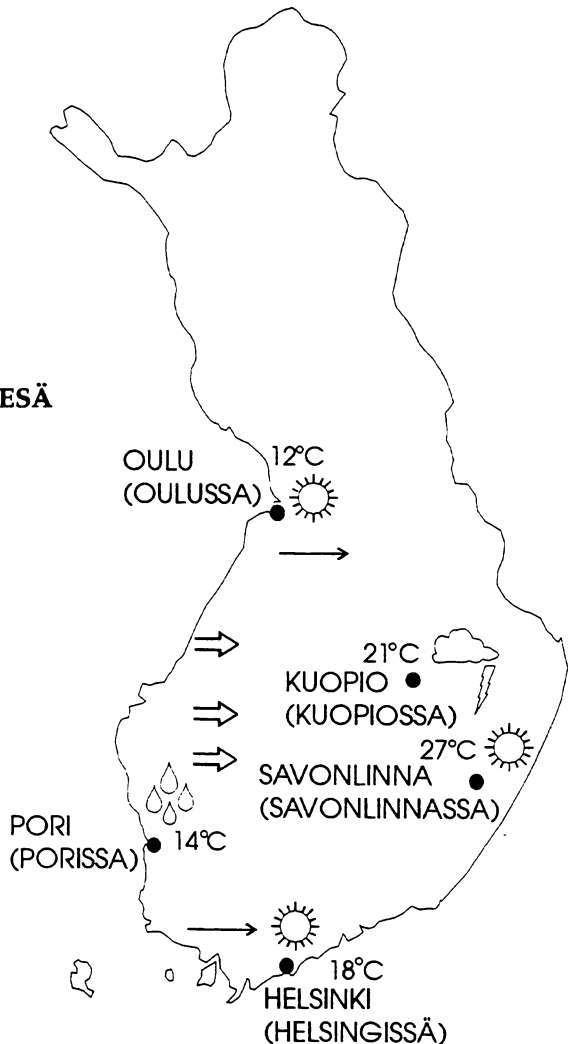 ESÄ
12°C
OULU
(OULUSSA)
21°C
KUOPIO
(KUOPIOSSA)
27°C
SAVONLINNA
(SAVONLINNASSA)
PORI
14°C
(PORISSA)
18°C
HELSINKI
(HELSINGISSÄ)